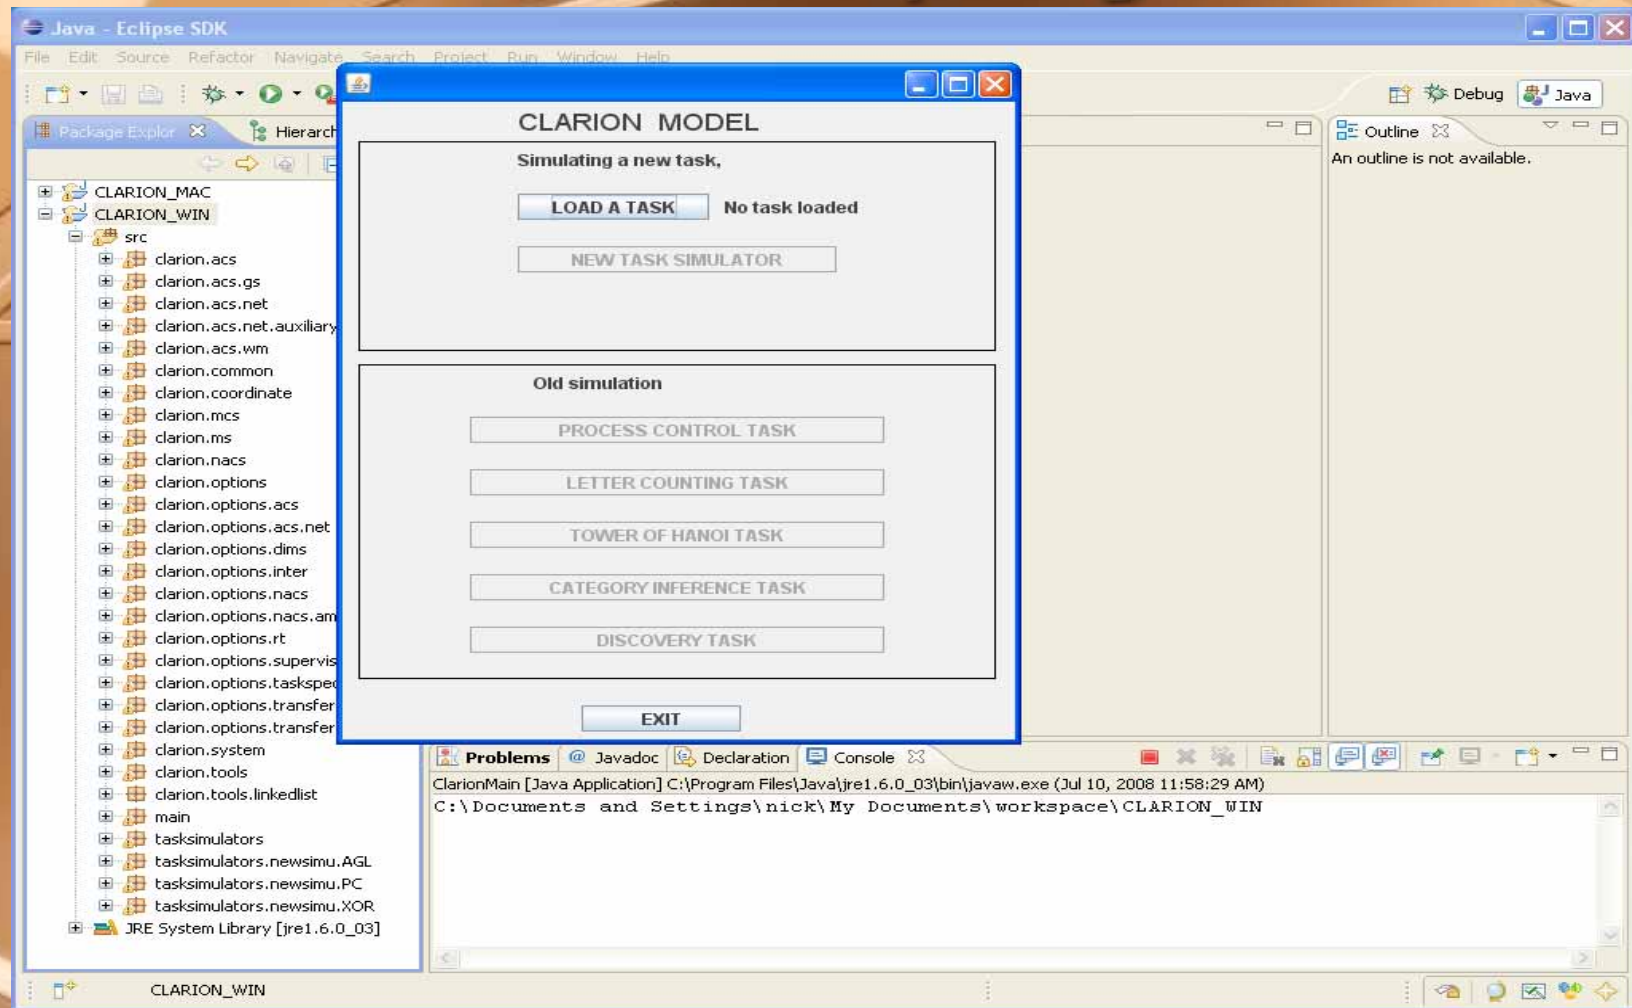 Java - Eclipse SDK
File Edit Source Refactor Navigate Search Project Run Window Help
Debug Java
Package Explor Hierarch
CLARION_MAC
CLARION_WIN
src
clarion.acs
clarion.acs.gs
clarion.acs.net
clarion.acs.net.auxiliary
clarion.acs.wm
clarion.common
clarion.coordinate
clarion.mcs
clarion.ms
clarion.nacs
clarion.options
clarion.options.acs
clarion.options.acs.net
clarion.options.dims
clarion.options.inter
clarion.options.nacs
clarion.options.nacs.am
clarion.options.rt
clarion.options.supervis
clarion.options.taskspec
clarion.options.transfer
clarion.options.transfer
clarion.system
clarion.tools
clarion.tools.linkedlist
main
tasksimulators
tasksimulators.newsimu.AGL
tasksimulators.newsimu.PC
tasksimulators.newsimu.XOR
JRE System Library [jre1.6.0_03]
CLARION MODEL
Simulating a new task,
LOAD A TASK No task loaded
NEW TASK SIMULATOR
Old simulation
PROCESS CONTROL TASK
LETTER COUNTING TASK
TOWER OF HANOI TASK
CATEGORY INFERENCE TASK
DISCOVERY TASK
EXIT
Outline
An outline is not available.
Problems @ Javadoc Declaration Console
ClarionMain [Java Application] C:\Program Files\Java\jre1.6.0_03\bin\javaw.exe (Jul 10, 2008 11:58:29 AM)
C:\Documents and Settings\nick\My Documents\workspace\CLARION_WIN
CLARION_WIN